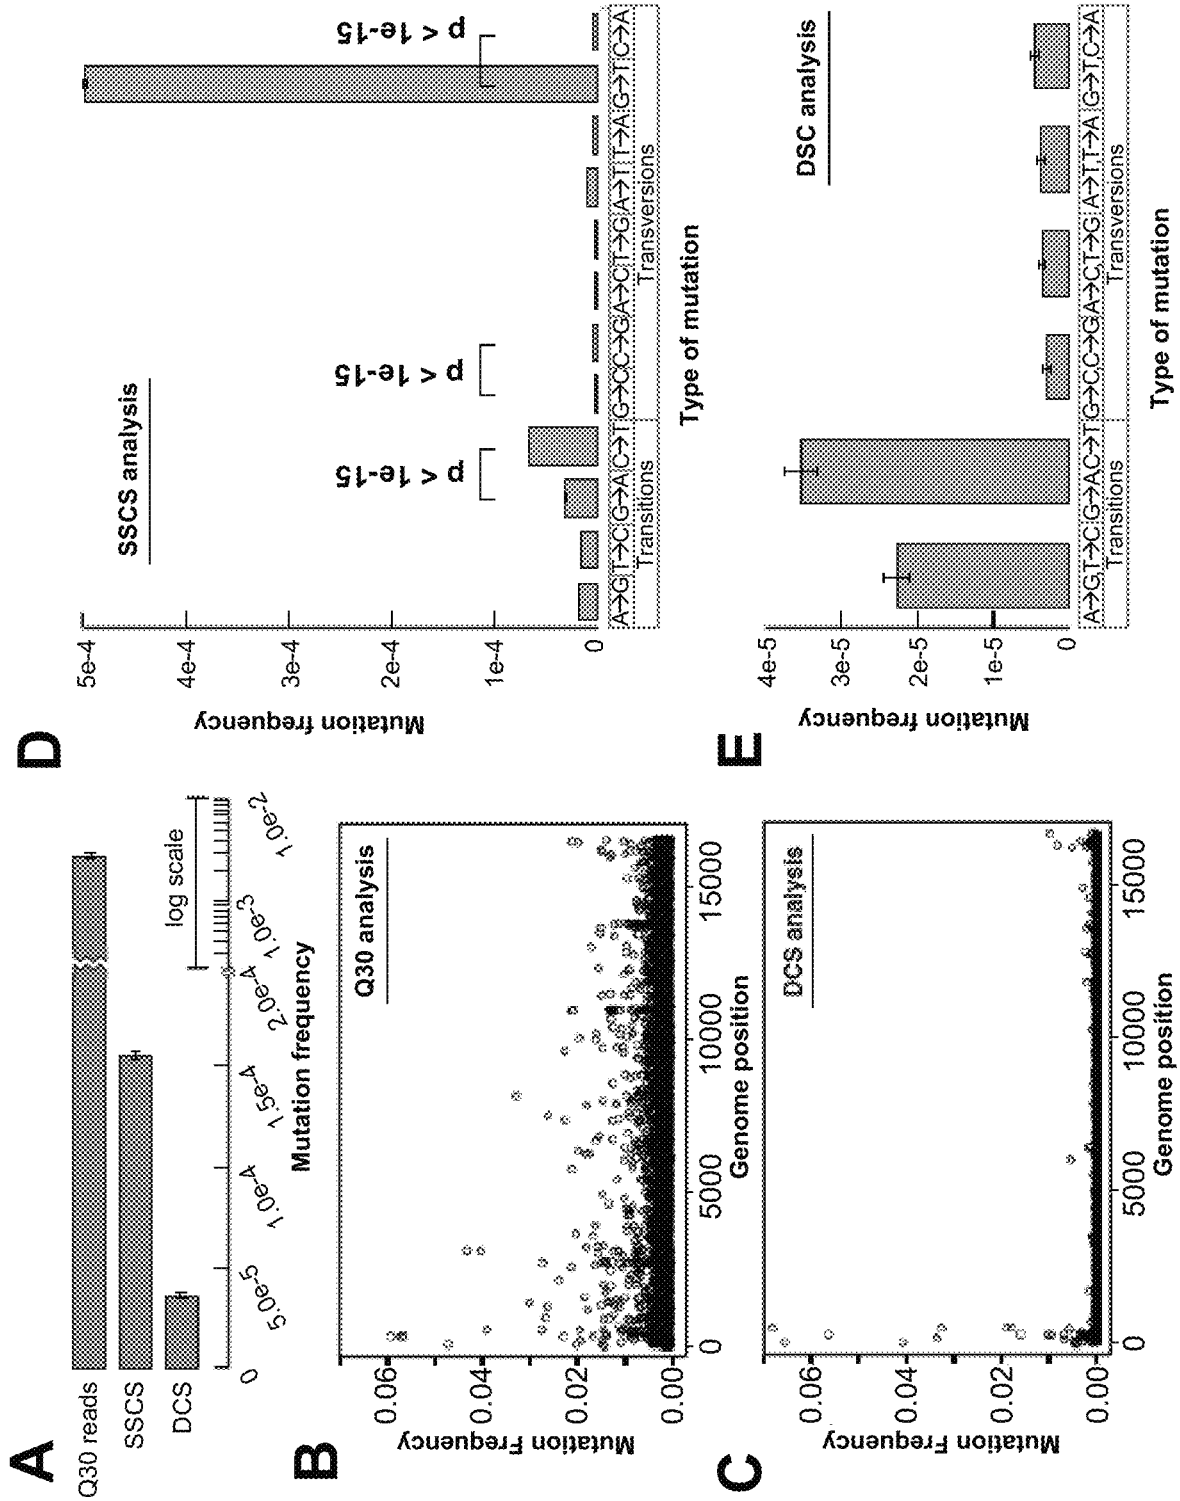 A
Q30 reads
SSCS
DCS
0
5.0e-5
1.0e-4
1.5e-4
2.0e-4
1.0e-3
1.0e-2
log scale
Mutation frequency
B
Q30 analysis
Mutation Frequency
0.06
0.04
0.02
0.00
0
5000
10000
15000
Genome position
C
DCS analysis
Mutation Frequency
0.06
0.04
0.02
0.00
0
5000
10000
15000
Genome position
D
SSCS analysis
Mutation frequency
5e-4
4e-4
3e-4
2e-4
1e-4
0
p < 1e-15
p < 1e-15
p < 1e-15
A→G T→C G→A C→T G→C C→G A→C T→G A→T T→A G→T C→A
Transitions
Transversions
Type of mutation
E
DSC analysis
Mutation frequency
4e-5
3e-5
2e-5
1e-5
0
A→G,T→C G→A C→T G→C C→G A→C T→G A→T,T→A G→T,C→A
Transitions
Transversions
Type of mutation